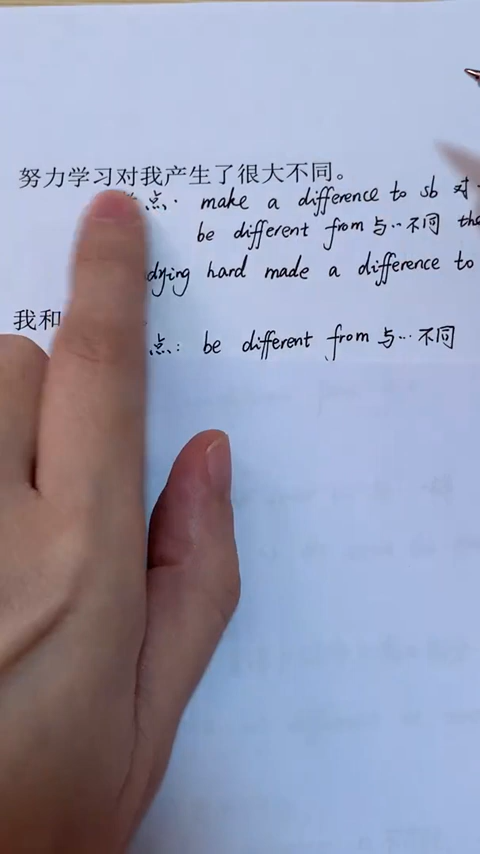 努力学习对我产生了很大不同。
点. make a difference to sb 对
be different from 与…不同
dying hard made a difference to
我和
点: be different from 与…不同